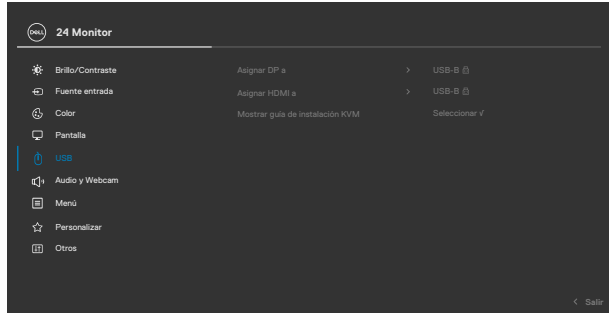 DELL 24 Monitor
Brillo/Contraste
Asignar DP a > USB-B
Fuente entrada
Asignar HDMI a > USB-B
Color
Mostrar guía de instalación KVM Seleccionar √
Pantalla
USB
Audio y Webcam
Menú
Personalizar
Otros
< Salir